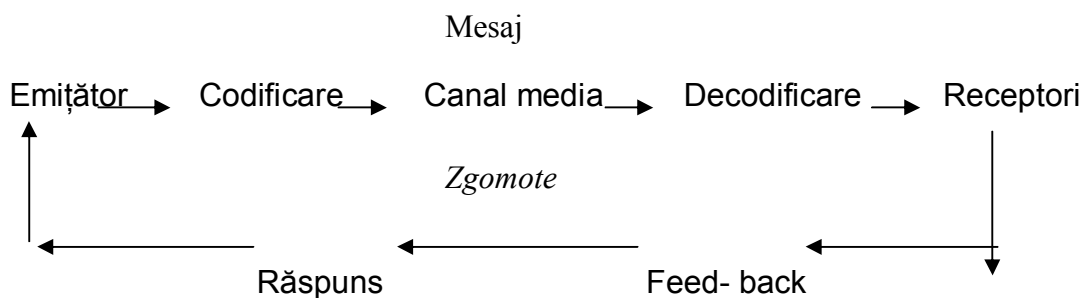 Mesaj
Emițător Codificare Canal media Decodificare Receptori
Zgomote
Răspuns Feed- back